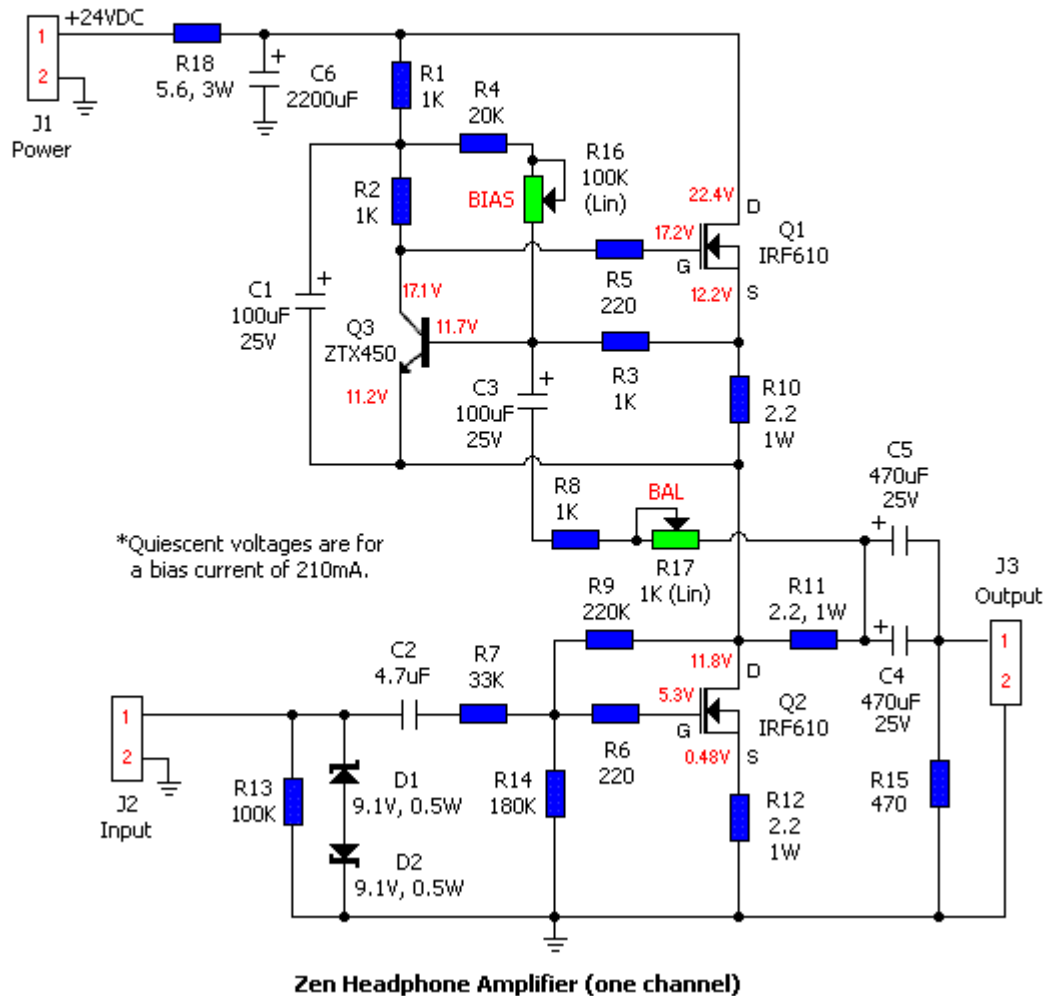 +24VDC
1
2
J1
Power
R18
5.6, 3W
C6
2200uF
+
R1
1K
R4
20K
R16
100K
(Lin)
BIAS
R2
1K
22.4V
D
Q1
IRF610
17.2V
G
12.2V
S
R5
220
+
C1
100uF
25V
17.1V
Q3
ZTX450
11.7V
11.2V
R3
1K
+
C3
100uF
25V
R10
2.2
1W
C5
470uF
25V
+
R8
1K
BAL
R17
1K (Lin)
*Quiescent voltages are for
a bias current of 210mA.
J3
Output
1
2
R9
220K
R11
2.2, 1W
+
C4
470uF
25V
11.8V
D
Q2
IRF610
5.3V
G
0.48V
S
C2
4.7uF
R7
33K
R6
220
1
2
J2
Input
R13
100K
D1
9.1V, 0.5W
D2
9.1V, 0.5W
R14
180K
R12
2.2
1W
R15
470
Zen Headphone Amplifier (one channel)